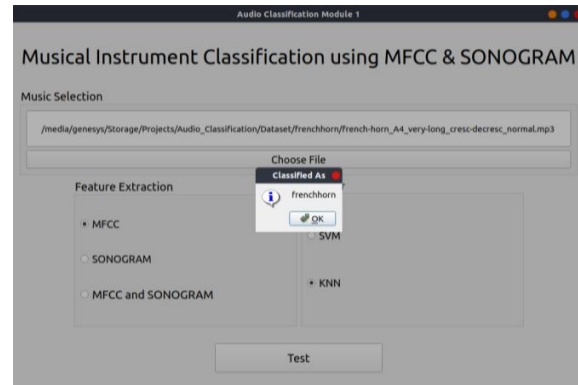 Audio Classification Module 1
Musical Instrument Classification using MFCC & SONOGRAM
Music Selection
/media/genesys/Storage/Projects/Audio_Classification/Dataset/frenchhorn/french-horn_A4_very-long_cresc-decresc_normal.mp3
Choose File
Classified As
frenchhorn
OK
Feature Extraction
MFCC
SONOGRAM
MFCC and SONOGRAM
SVM
KNN
Test